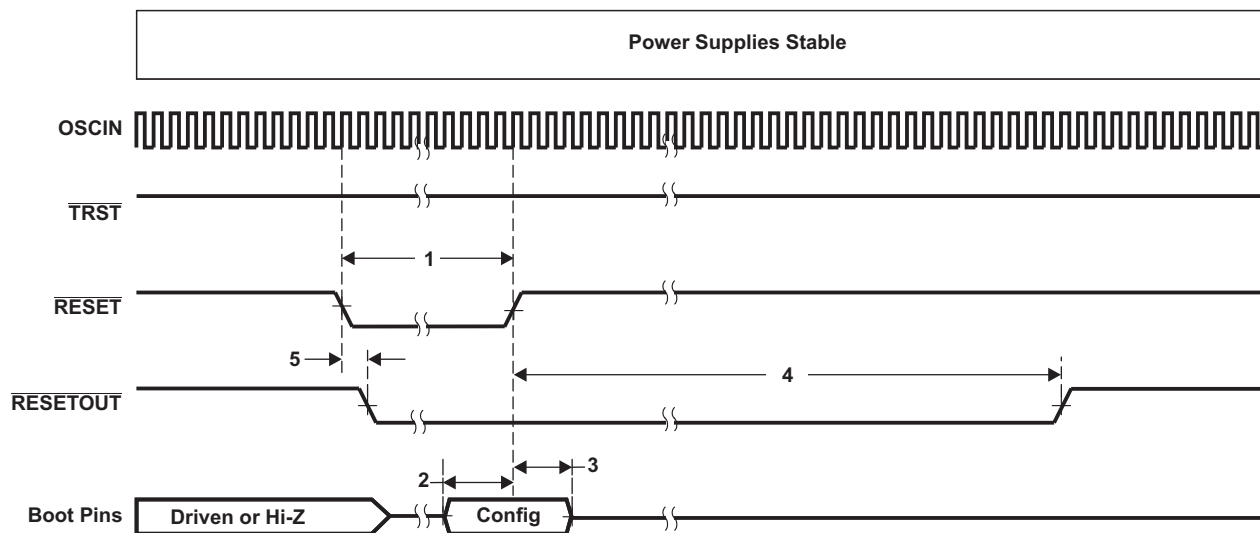 Power Supplies Stable
OSCIN
TRST
1
RESET
5
4
RESETOUT
3
2
Boot Pins
Driven or Hi-Z
Config